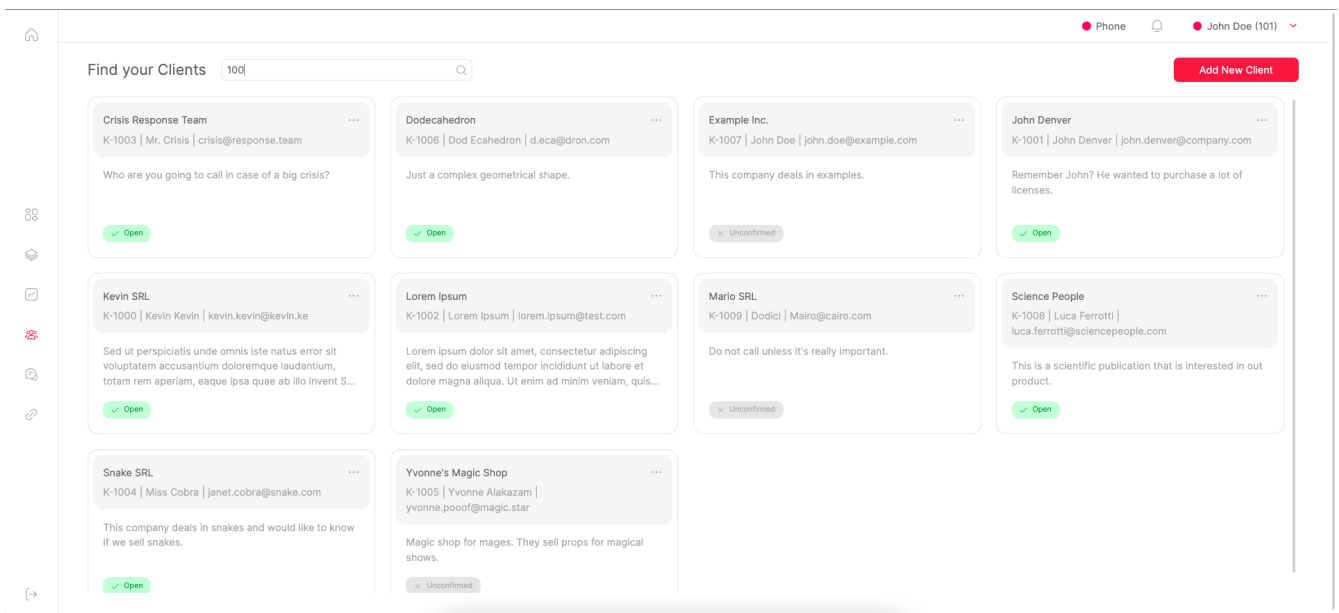 Phone
John Doe (101)
Find your Clients
100
Add New Client
Crisis Response Team
K-1003 | Mr. Crisis | crisis@response.team
Who are you going to call in case of a big crisis?
Open
Dodecahedron
K-1006 | Dod Ecahedron | d.eca@dron.com
Just a complex geometrical shape.
Open
Example Inc.
K-1007 | John Doe | john.doe@example.com
This company deals in examples.
Unconfirmed
John Denver
K-1001 | John Denver | john.denver@company.com
Remember John? He wanted to purchase a lot of
licenses.
Open
Kevin SRL
K-1000 | Kevin Kevin | kevin.kevin@kevin.ke
Sed ut perspiciatis unde omnis iste natus error sit
voluptatem accusantium doloremque laudantium,
totam rem aperiam, eaque ipsa quae ab illo invent S...
Open
Lorem Ipsum
K-1002 | Lorem Ipsum | lorem.ipsum@test.com
Lorem ipsum dolor sit amet, consectetur adipiscing
elit, sed do eiusmod tempor incididunt ut labore et
dolore magna aliqua. Ut enim ad minim veniam, quis...
Open
Mario SRL
K-1009 | Dodici | Mairo@cairo.com
Do not call unless it's really important.
Unconfirmed
Science People
K-1008 | Luca Ferrotti |
luca.ferrotti@sciencepeople.com
This is a scientific publication that is interested in out
product.
Open
Snake SRL
K-1004 | Miss Cobra | janet.cobra@snake.com
This company deals in snakes and would like to know
if we sell snakes.
Open
Yvonne's Magic Shop
K-1005 | Yvonne Alakazam |
yvonne.pooof@magic.star
Magic shop for mages. They sell props for magical
shows.
Unconfirmed